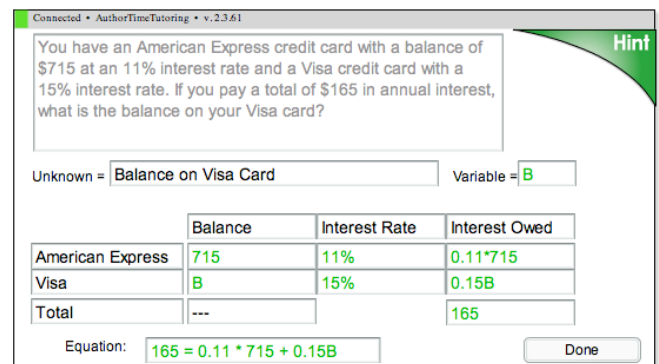 Connected • AuthorTimeTutoring • v. 2.3.61
Hint
You have an American Express credit card with a balance of
$715 at an 11% interest rate and a Visa credit card with a
15% interest rate. If you pay a total of $165 in annual interest,
what is the balance on your Visa card?
Unknown = Balance on Visa Card Variable = B
Balance Interest Rate Interest Owed
American Express 715 11% 0.11*715
Visa B 15% 0.15B
Total --- 165
Equation: 165 = 0.11 * 715 + 0.15B Done